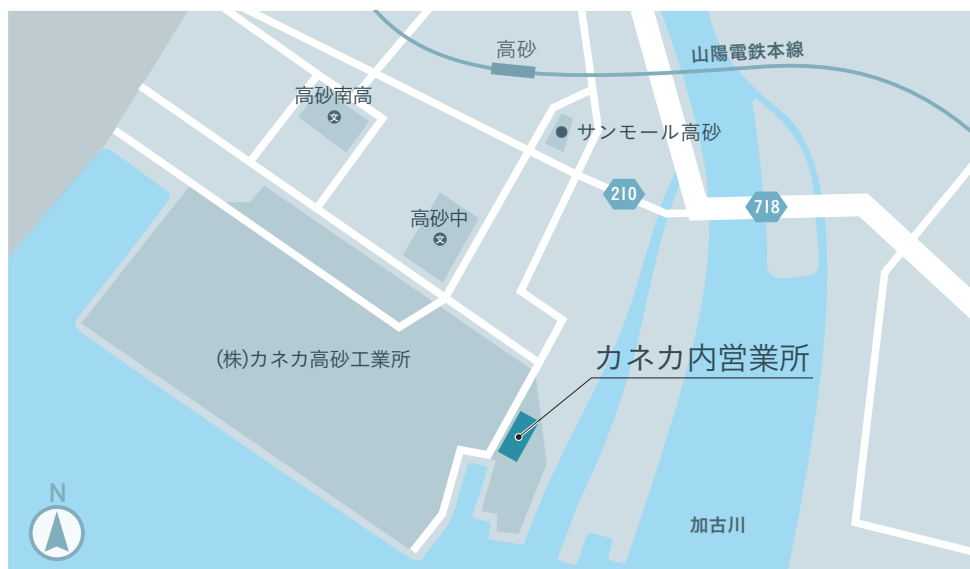 高砂
山陽電鉄本線
高砂南高
文
サンモール高砂
210
718
高砂中
文
(株)カネカ高砂工業所
カネカ内営業所
N
加古川